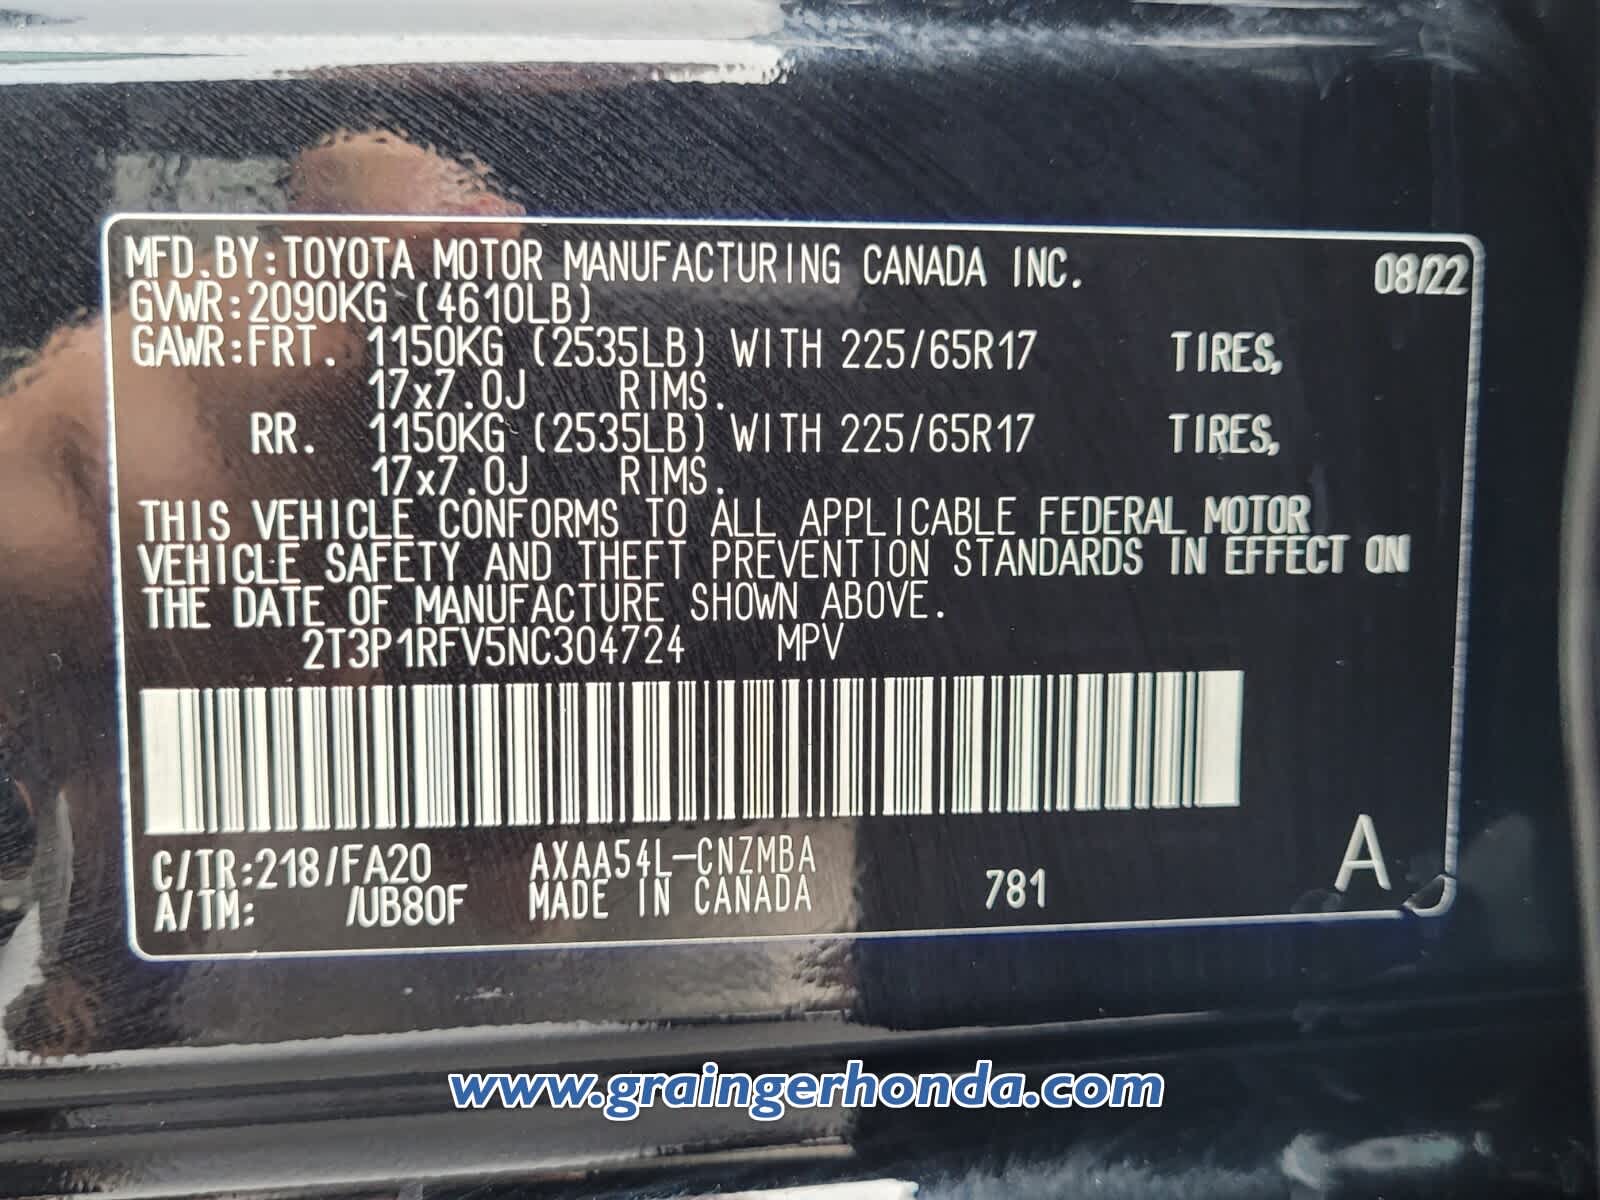 MFD.BY:TOYOTA MOTOR MANUFACTURING CANADA INC. 08/22
GVWR:2090KG (4610LB)
GAWR:FRT. 1150KG (2535LB) WITH 225/65R17 TIRES,
17x7.0J RIMS.
RR. 1150KG (2535LB) WITH 225/65R17 TIRES,
17x7.0J RIMS.
THIS VEHICLE CONFORMS TO ALL APPLICABLE FEDERAL MOTOR
VEHICLE SAFETY AND THEFT PREVENTION STANDARDS IN EFFECT ON
THE DATE OF MANUFACTURE SHOWN ABOVE.
2T3P1RFV5NC304724 MPV
C/TR:218/FA20 AXAA54L-CNZMBA
A/TM: /UB80F MADE IN CANADA 781 A
www.graingerhonda.com